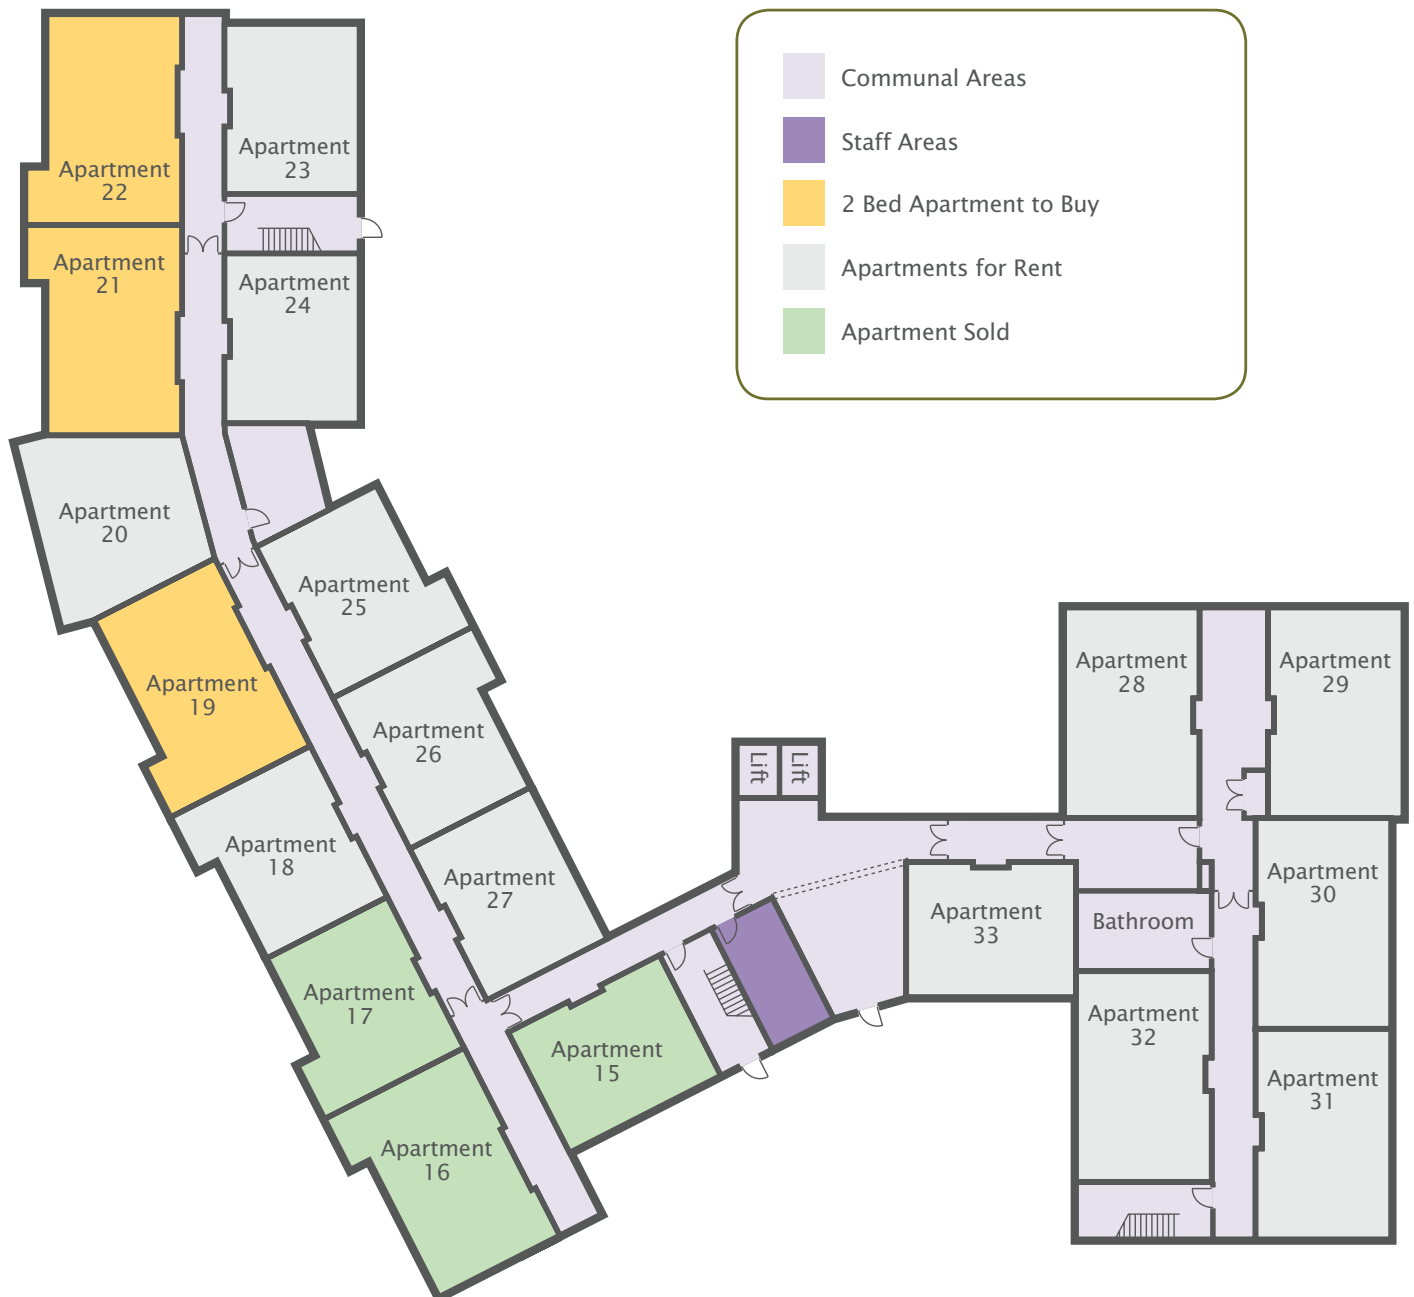 Communal Areas
Staff Areas
2 Bed Apartment to Buy
Apartments for Rent
Apartment Sold
Apartment
22
Apartment
23
Apartment
21
Apartment
24
Apartment
20
Apartment
25
Apartment
19
Apartment
26
Apartment
18
Apartment
27
Apartment
17
Apartment
16
Apartment
15
Lift
Lift
Apartment
28
Apartment
29
Apartment
33
Bathroom
Apartment
30
Apartment
32
Apartment
31